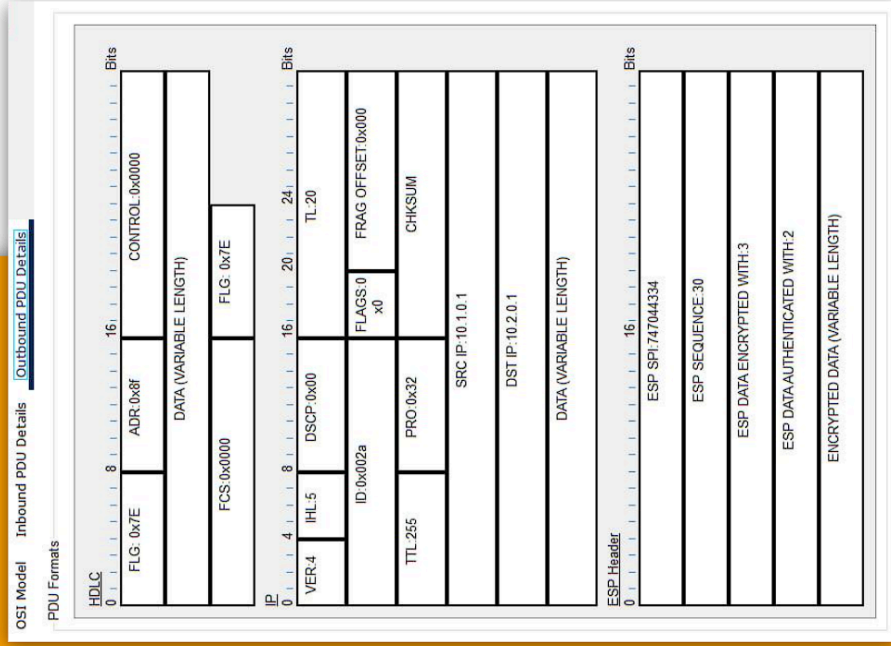 OSI Model Inbound PDU Details Outbound PDU Details
PDU Formats
HDLC
0 8 16 Bits
FLG: 0x7E ADR:0x8f CONTROL:0x0000
DATA (VARIABLE LENGTH)
FCS:0x0000 FLG: 0x7E
IP
0 4 8 16 20 24 Bits
VER:4 IHL:5 DSCP:0x00 TL:20
ID:0x002a FLAGS:0x0 FRAG OFFSET:0x000
TTL:255 PRO:0x32 CHKSUM
SRC IP:10.1.0.1
DST IP:10.2.0.1
DATA (VARIABLE LENGTH)
ESP Header
0 16 Bits
ESP SPI:747044334
ESP SEQUENCE:30
ESP DATA ENCRYPTED WITH:3
ESP DATA AUTHENTICATED WITH:2
ENCRYPTED DATA (VARIABLE LENGTH)